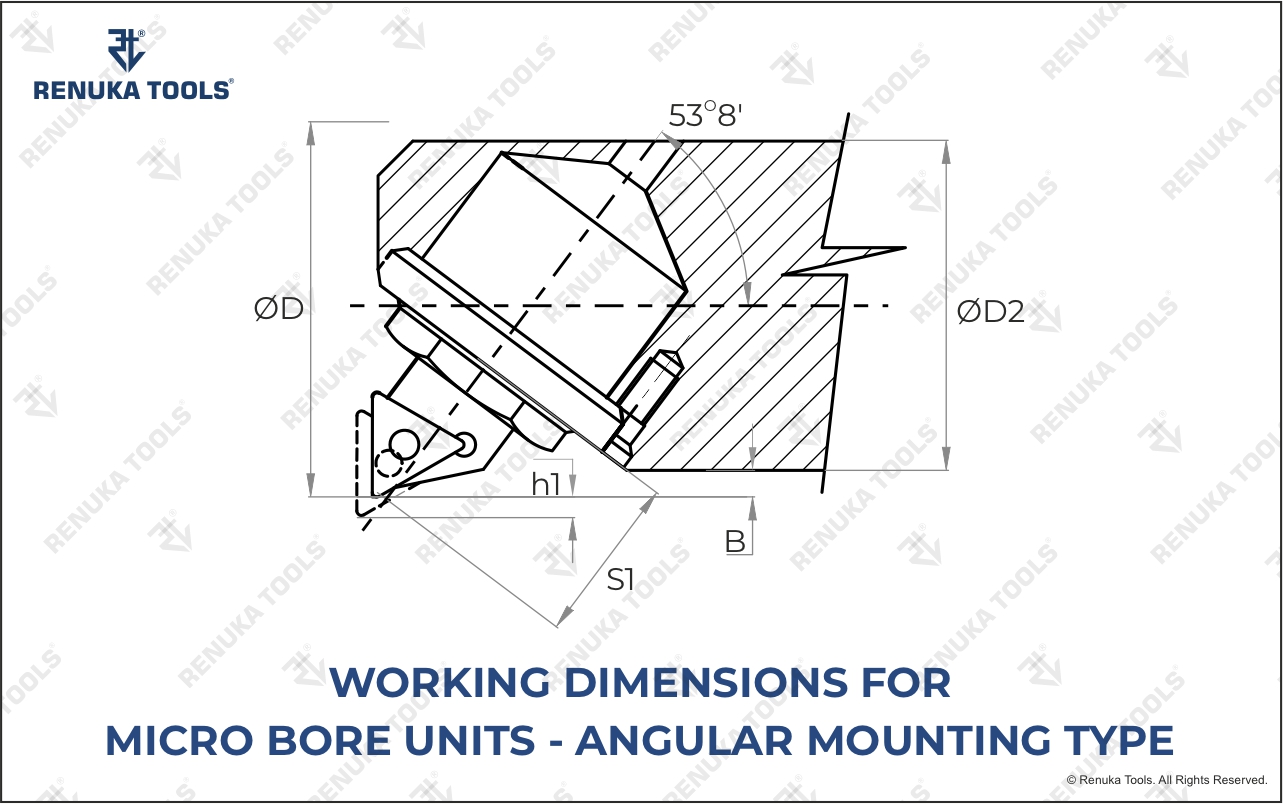 RENUKA TOOLS®
53°8'
ØD
ØD2
h1
B
S1
WORKING DIMENSIONS FOR
MICRO BORE UNITS - ANGULAR MOUNTING TYPE
© Renuka Tools. All Rights Reserved.